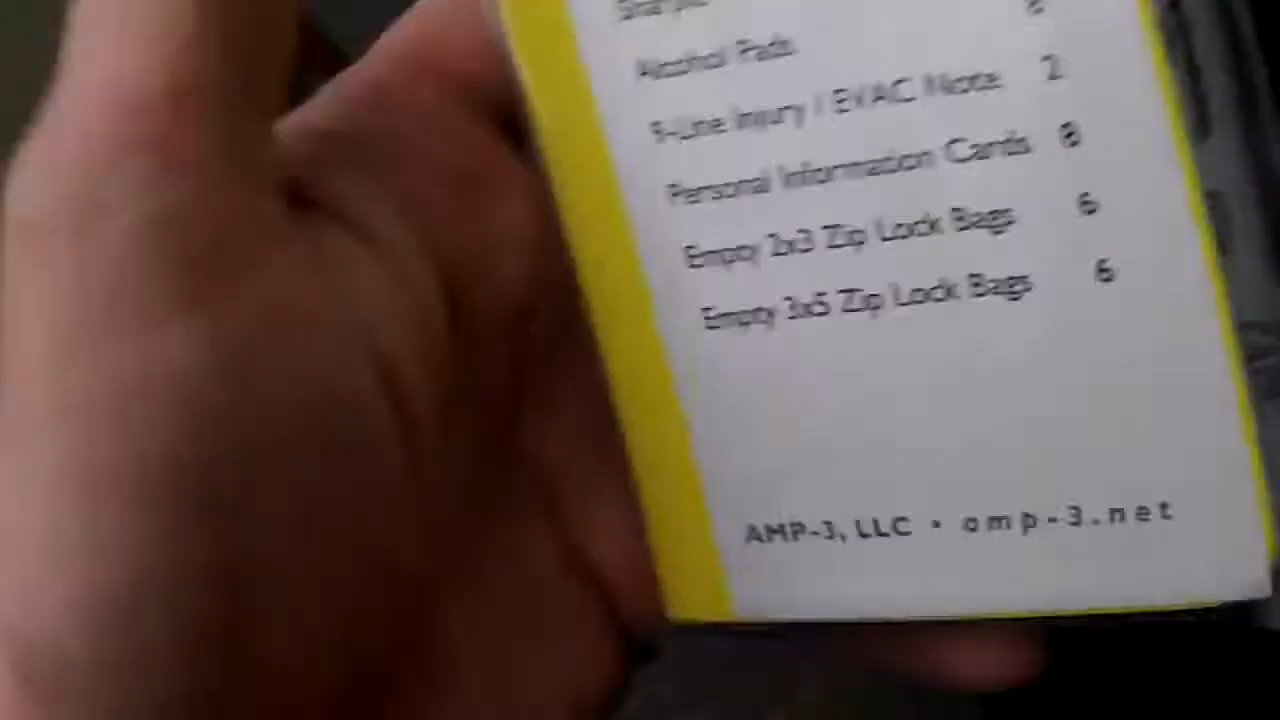 Sharpie
Alcohol Pads
9-Line Injury / EVAC Note 2
Personal Information Cards 8
Empty 2x3 Zip Lock Bags 6
Empty 3x5 Zip Lock Bags 6
AMP-3, LLC • amp-3.net